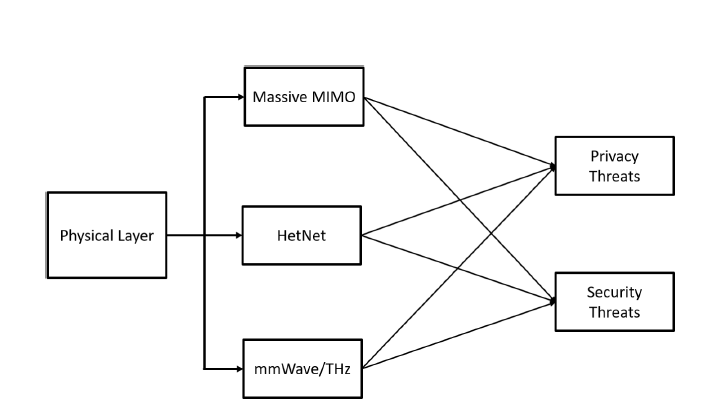 Massive MIMO
Privacy
Threats
Physical Layer
HetNet
Security
Threats
mmWave/THz